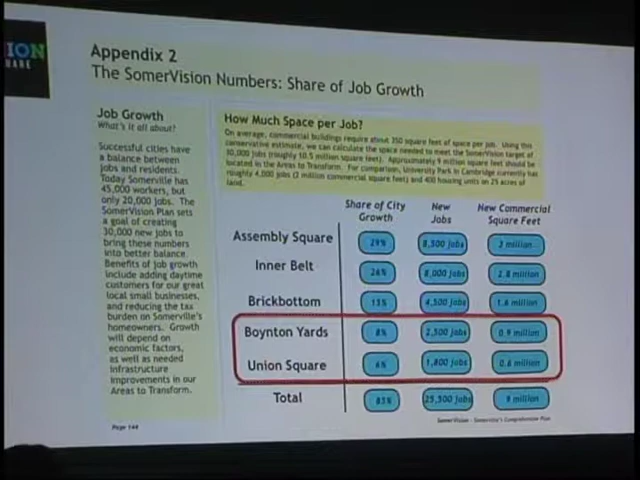 ION
Appendix 2
The SomerVision Numbers: Share of Job Growth
Job Growth
What's it all about?
Successful cities have
a balance between
jobs and residents.
Today Somerville has
45,000 workers, but
only 20,000 jobs. The
SomerVision Plan sets
a goal of creating
30,000 new jobs to
bring these numbers
into better balance.
Benefits of job growth
include adding daytime
customers for our great
local small businesses,
and reducing the tax
burden on Somerville's
homeowners. Growth
will depend on
economic factors,
as well as needed
infrastructure
improvements in our
Areas to Transform.
How Much Space per Job?
On average, commercial buildings require about 350 square feet of space per job. Using this
conservative estimate, we can calculate the space needed to meet the SomerVision target of
30,000 jobs (roughly 10.5 million square feet). Approximately 9 million square feet should be
located in the Areas to Transform. For comparison, University Park in Cambridge currently has
roughly 4,000 jobs (2 million commercial square feet) and 400 housing units on 25 acres of
land.
Share of City Growth New Jobs New Commercial Square Feet
Assembly Square 29% 8,500 jobs 3 million
Inner Belt 26% 8,000 jobs 2.8 million
Brickbottom 15% 4,500 jobs 1.6 million
Boynton Yards 8% 2,500 jobs 0.9 million
Union Square 6% 1,800 jobs 0.6 million
Total 85% 25,500 jobs 9 million
Page 144
SomerVision - Somerville's Comprehensive Plan